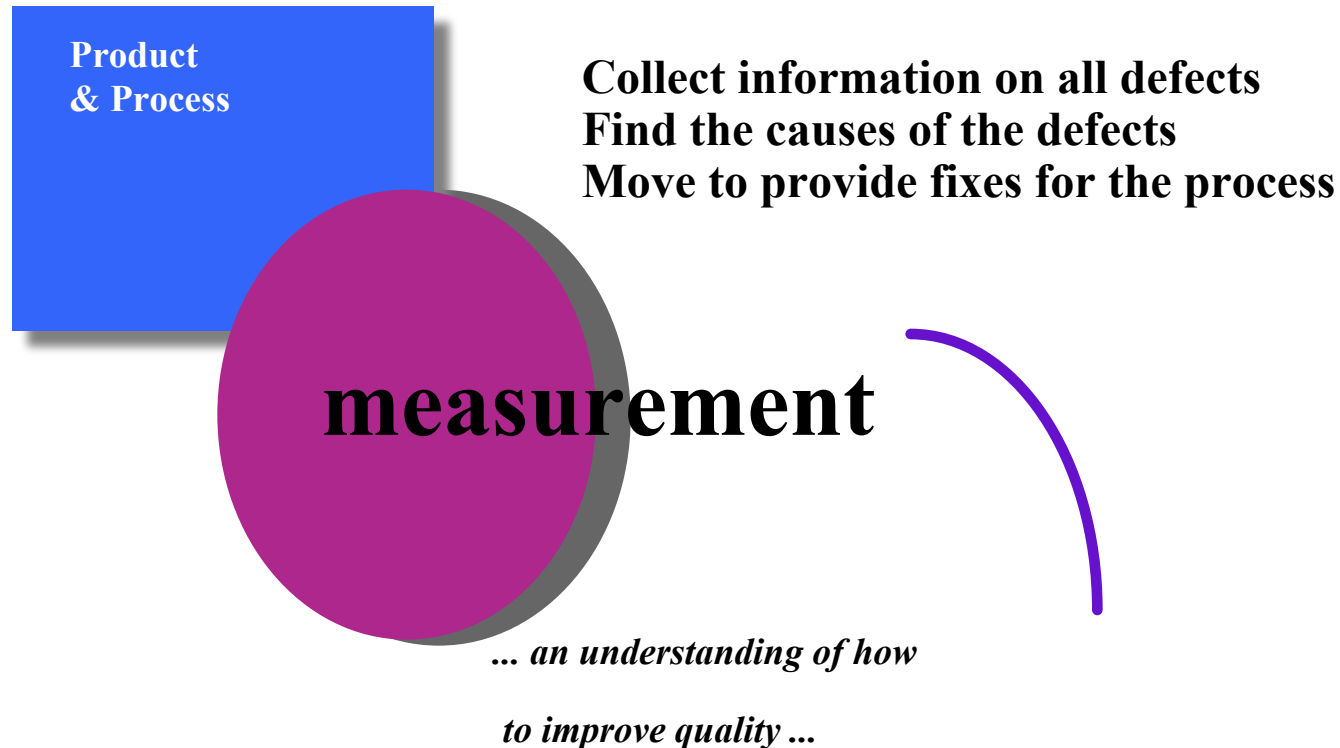 Product
& Process
Collect information on all defects
Find the causes of the defects
Move to provide fixes for the process
measurement
... an understanding of how
to improve quality ...